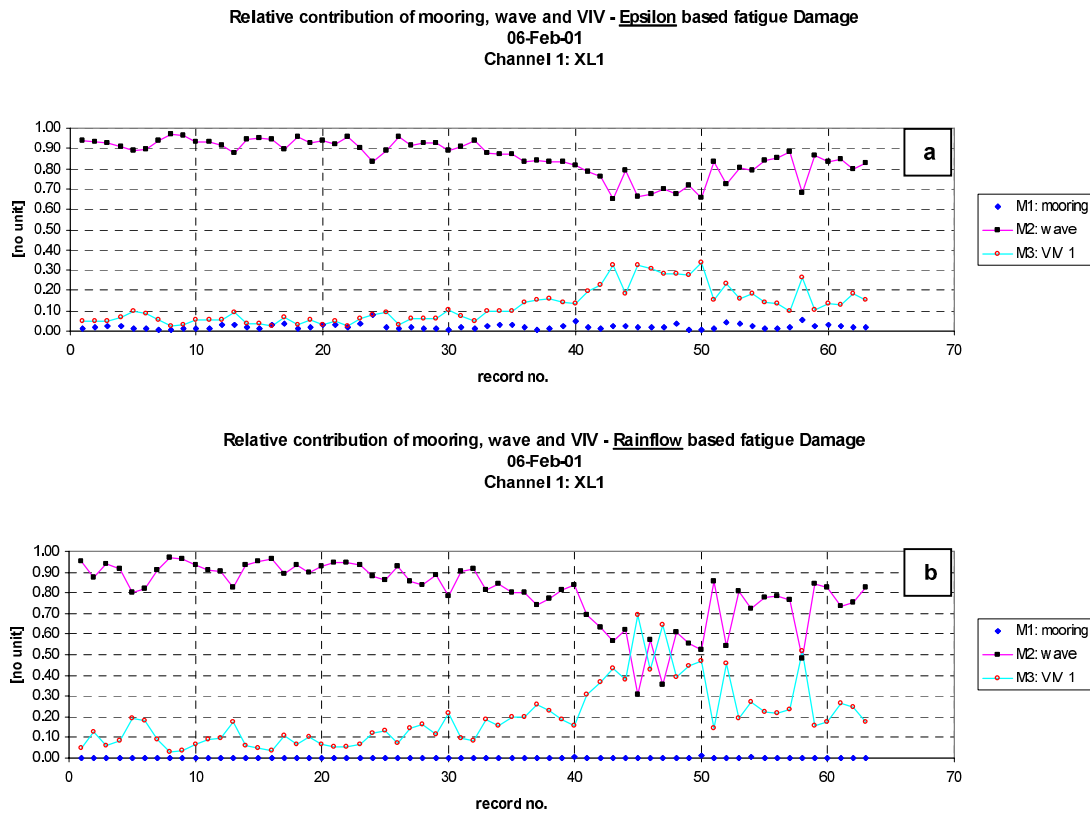 Relative contribution of mooring, wave and VIV - Epsilon based fatigue Damage
06-Feb-01
Channel 1: XL1
1.00
0.90
0.80
0.70
0.60
0.50
0.40
0.30
0.20
0.10
0.00
[no unit]
a
0 10 20 30 40 50 60 70
record no.
M1: mooring
M2: wave
M3: VIV 1
Relative contribution of mooring, wave and VIV - Rainflow based fatigue Damage
06-Feb-01
Channel 1: XL1
1.00
0.90
0.80
0.70
0.60
0.50
0.40
0.30
0.20
0.10
0.00
[no unit]
b
0 10 20 30 40 50 60 70
record no.
M1: mooring
M2: wave
M3: VIV 1